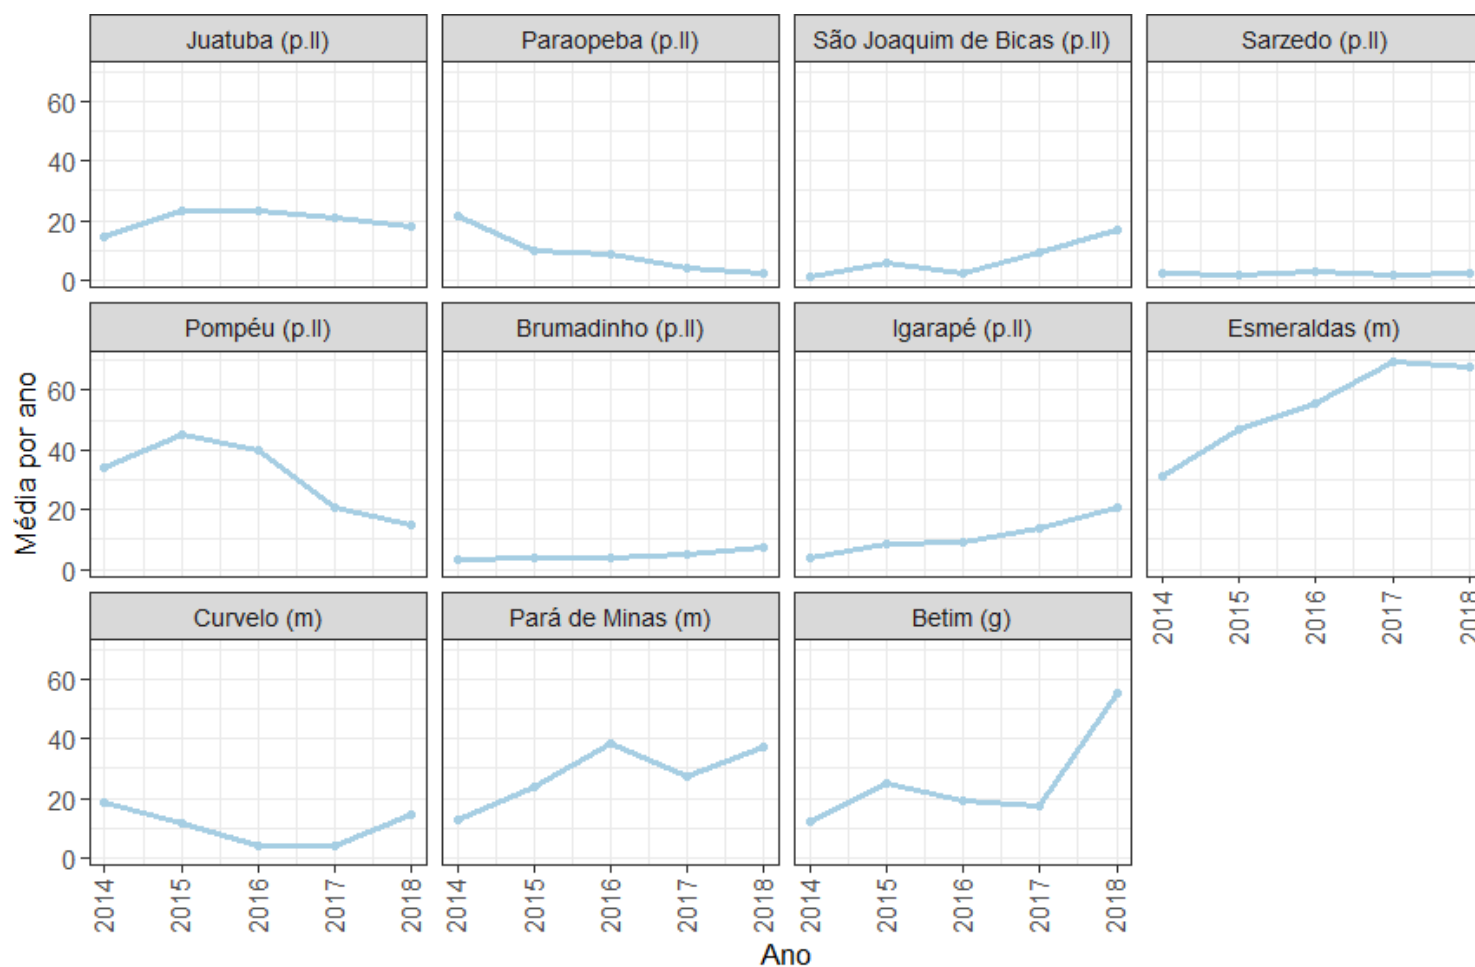 Juatuba (p.II)
Paraopeba (p.II)
São Joaquim de Bicas (p.II)
Sarzedo (p.II)
60
40
20
0
Pompéu (p.II)
Brumadinho (p.II)
Igarapé (p.II)
Esmeraldas (m)
60
40
20
0
2014
2015
2016
2017
2018
Curvelo (m)
Pará de Minas (m)
Betim (g)
60
40
20
0
2014
2015
2016
2017
2018
2014
2015
2016
2017
2018
2014
2015
2016
2017
2018
Média por ano
Ano